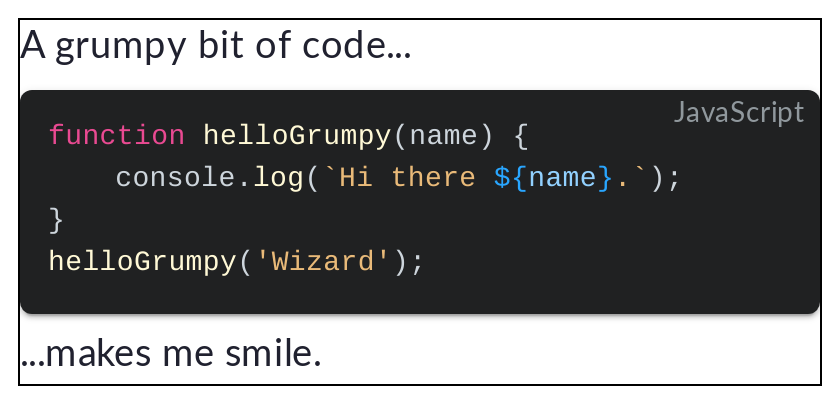 A grumpy bit of code...
JavaScript
function helloGrumpy(name) {
    console.log(`Hi there ${name}.`);
}
helloGrumpy('Wizard');
...makes me smile.